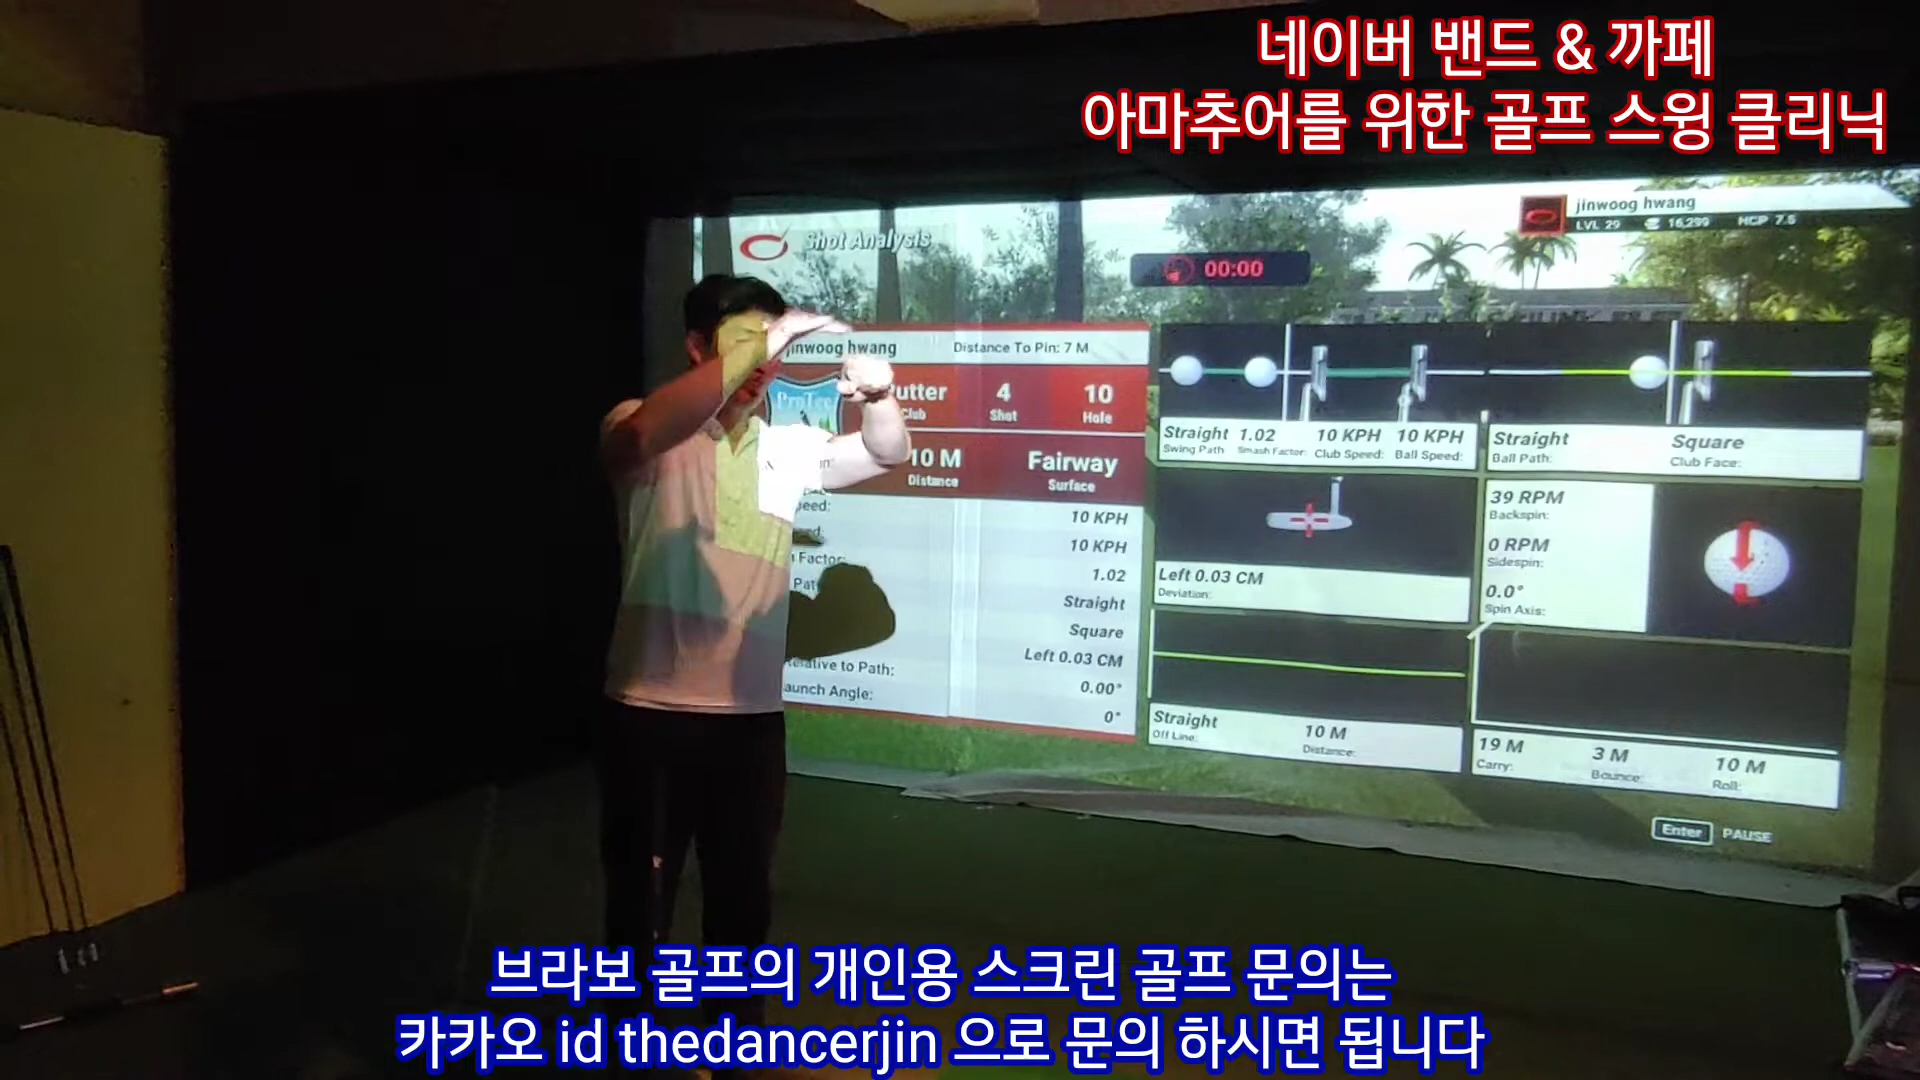 네이버 밴드 & 까페
아마추어를 위한 골프 스윙 클리닉
Shot Analysis
jinwoog hwang
LVL 29 16,299 HCP 7.5
00:00
jinwoog hwang Distance To Pin: 7 M
ProTee
utter 4 10
Club Shot Hole
10 M Fairway
Distance Surface
peed: 10 KPH
10 KPH
Factor: 1.02
Straight
Square
Left 0.03 CM
Relative to Path: 0.00°
aunch Angle: 0°
Straight 1.02 10 KPH 10 KPH
Swing Path Smash Factor: Club Speed: Ball Speed:
Straight Square
Ball Path: Club Face:
Left 0.03 CM
Deviation:
39 RPM
Backspin:
0 RPM
Sidespin:
0.0°
Spin Axis:
Straight 10 M
Off Line: Distance:
19 M 3 M 10 M
Carry: Bounce: Roll:
Enter PAUSE
브라보 골프의 개인용 스크린 골프 문의는
카카오 id thedancerjin 으로 문의 하시면 됩니다